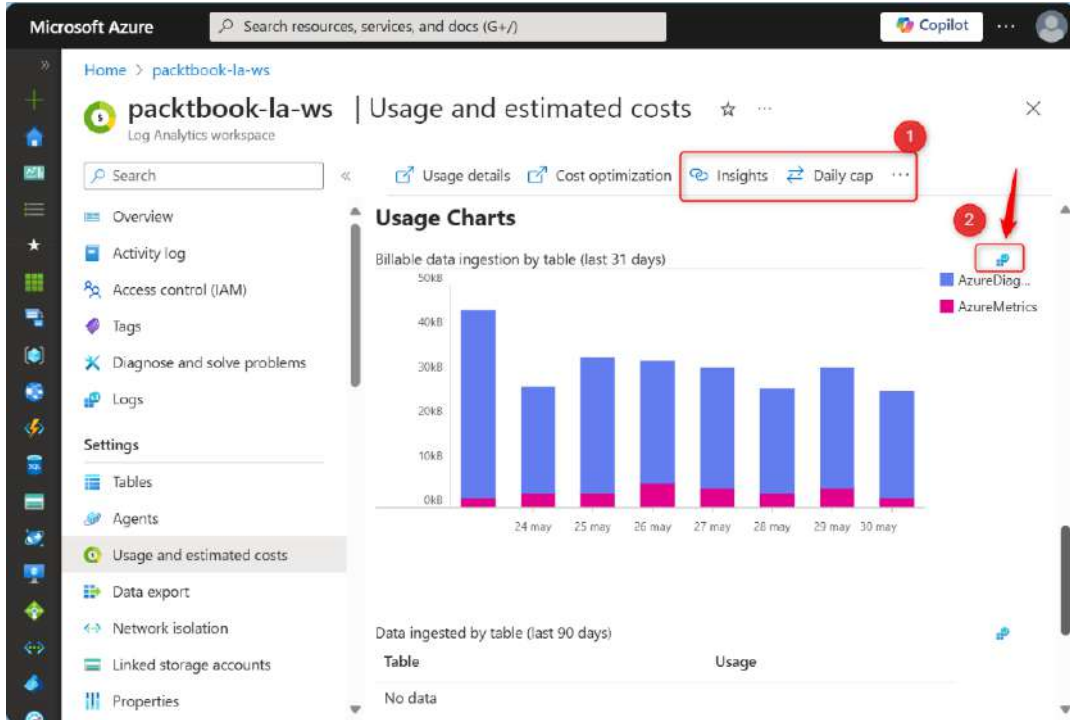 Microsoft Azure
Search resources, services, and docs (G+/)
Copilot
...
»
Home > packtbook-la-ws
packtbook-la-ws | Usage and estimated costs
☆ ...
Log Analytics workspace
1
Search
«
Usage details
Cost optimization
Insights
Daily cap
...
Overview
Activity log
Access control (IAM)
Tags
Diagnose and solve problems
Logs
Settings
Tables
Agents
Usage and estimated costs
Data export
Network isolation
Linked storage accounts
Properties
Usage Charts
2
Billable data ingestion by table (last 31 days)
50kB
40kB
30kB
20kB
10kB
0kB
24 may 25 may 26 may 27 may 28 may 29 may 30 may
AzureDiag...
AzureMetrics
Data ingested by table (last 90 days)
Table Usage
No data